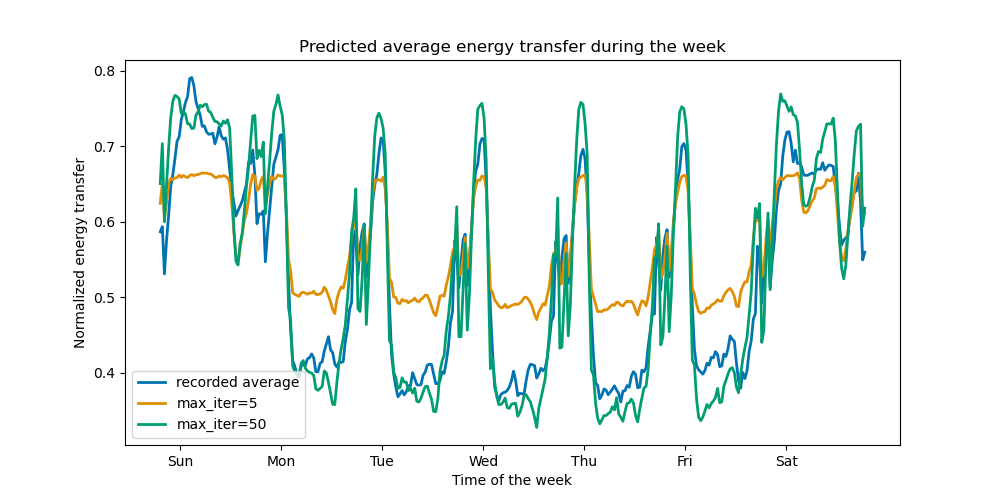 Predicted average energy transfer during the week
Normalized energy transfer
0.8
0.7
0.6
0.5
0.4
recorded average
max_iter=5
max_iter=50
Sun Mon Tue Wed Thu Fri Sat
Time of the week